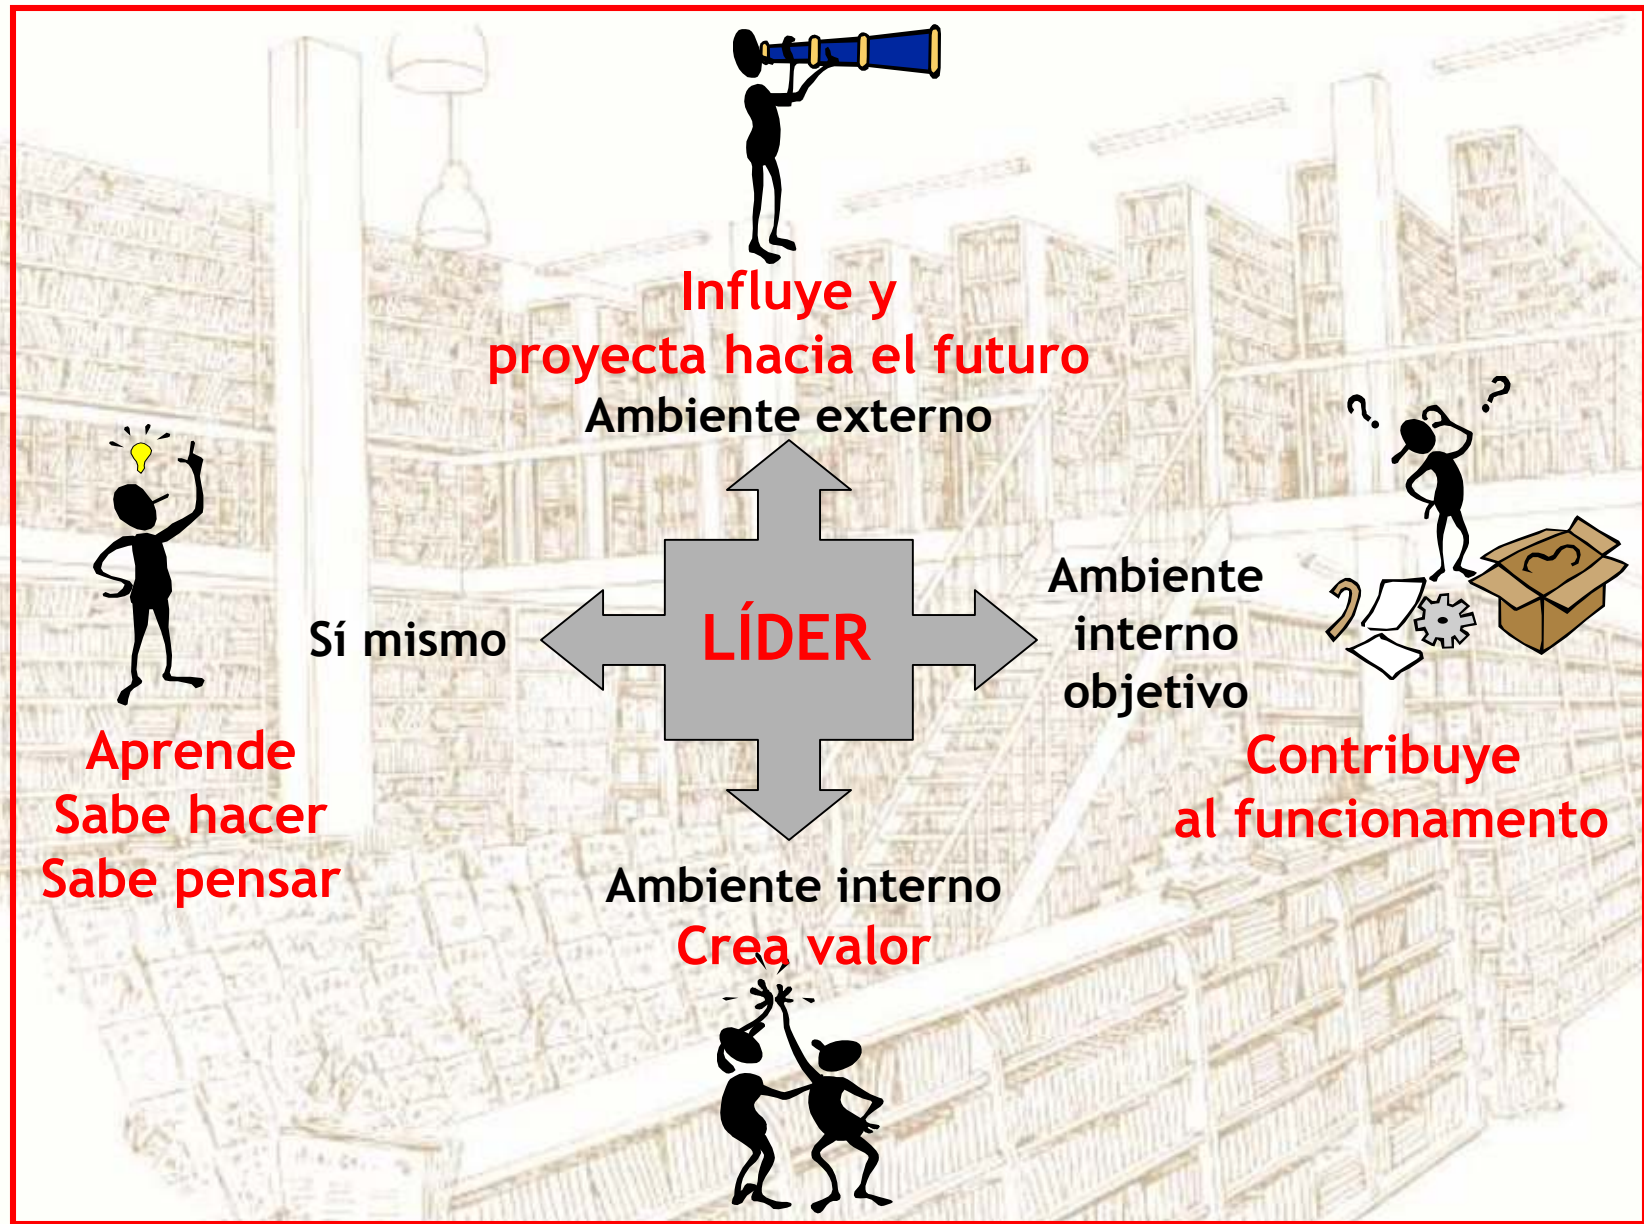 Influye y
proyecta hacia el futuro
Ambiente externo
Sí mismo
LÍDER
Ambiente
interno
objetivo
Aprende
Sabe hacer
Sabe pensar
Contribuye
al funcionamento
Ambiente interno
Crea valor